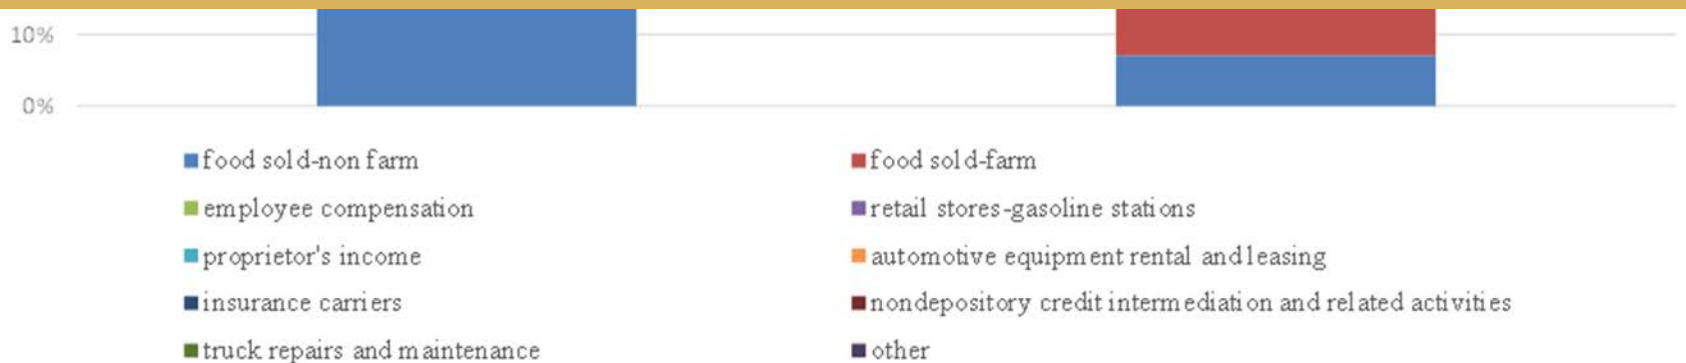 10%
0%
food sold-non farm
food sold-farm
employee compensation
retail stores-gasoline stations
proprietor's income
automotive equipment rental and leasing
insurance carriers
nondepository credit intermediation and related activities
truck repairs and maintenance
other